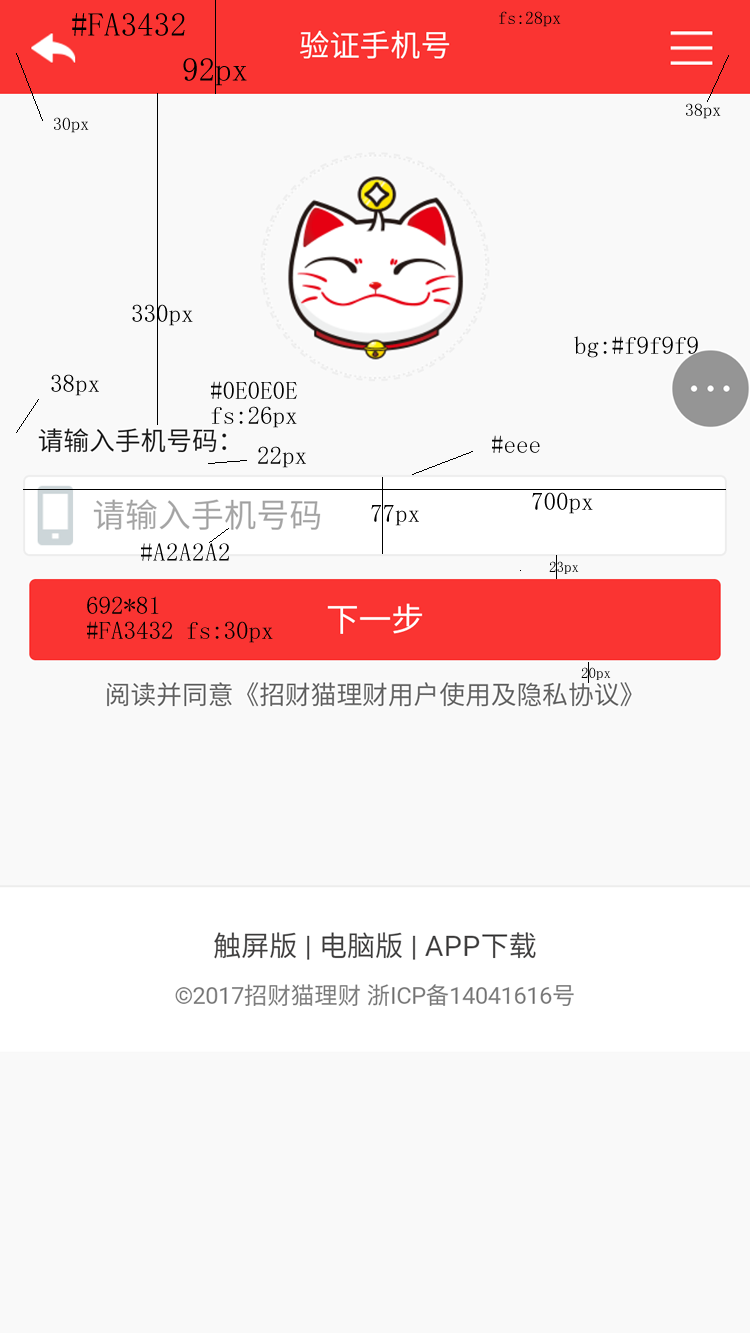 #FA3432
fs:28px
验证手机号
92px
30px
38px
330px
bg:#f9f9f9
38px
#0E0E0E
fs:26px
请输入手机号码:
22px
#eee
请输入手机号码
77px
700px
#A2A2A2
23px
692*81
#FA3432 fs:30px
下一步
20px
阅读并同意《招财猫理财用户使用及隐私协议》
触屏版 | 电脑版 | APP下载
©2017招财猫理财 浙ICP备14041616号